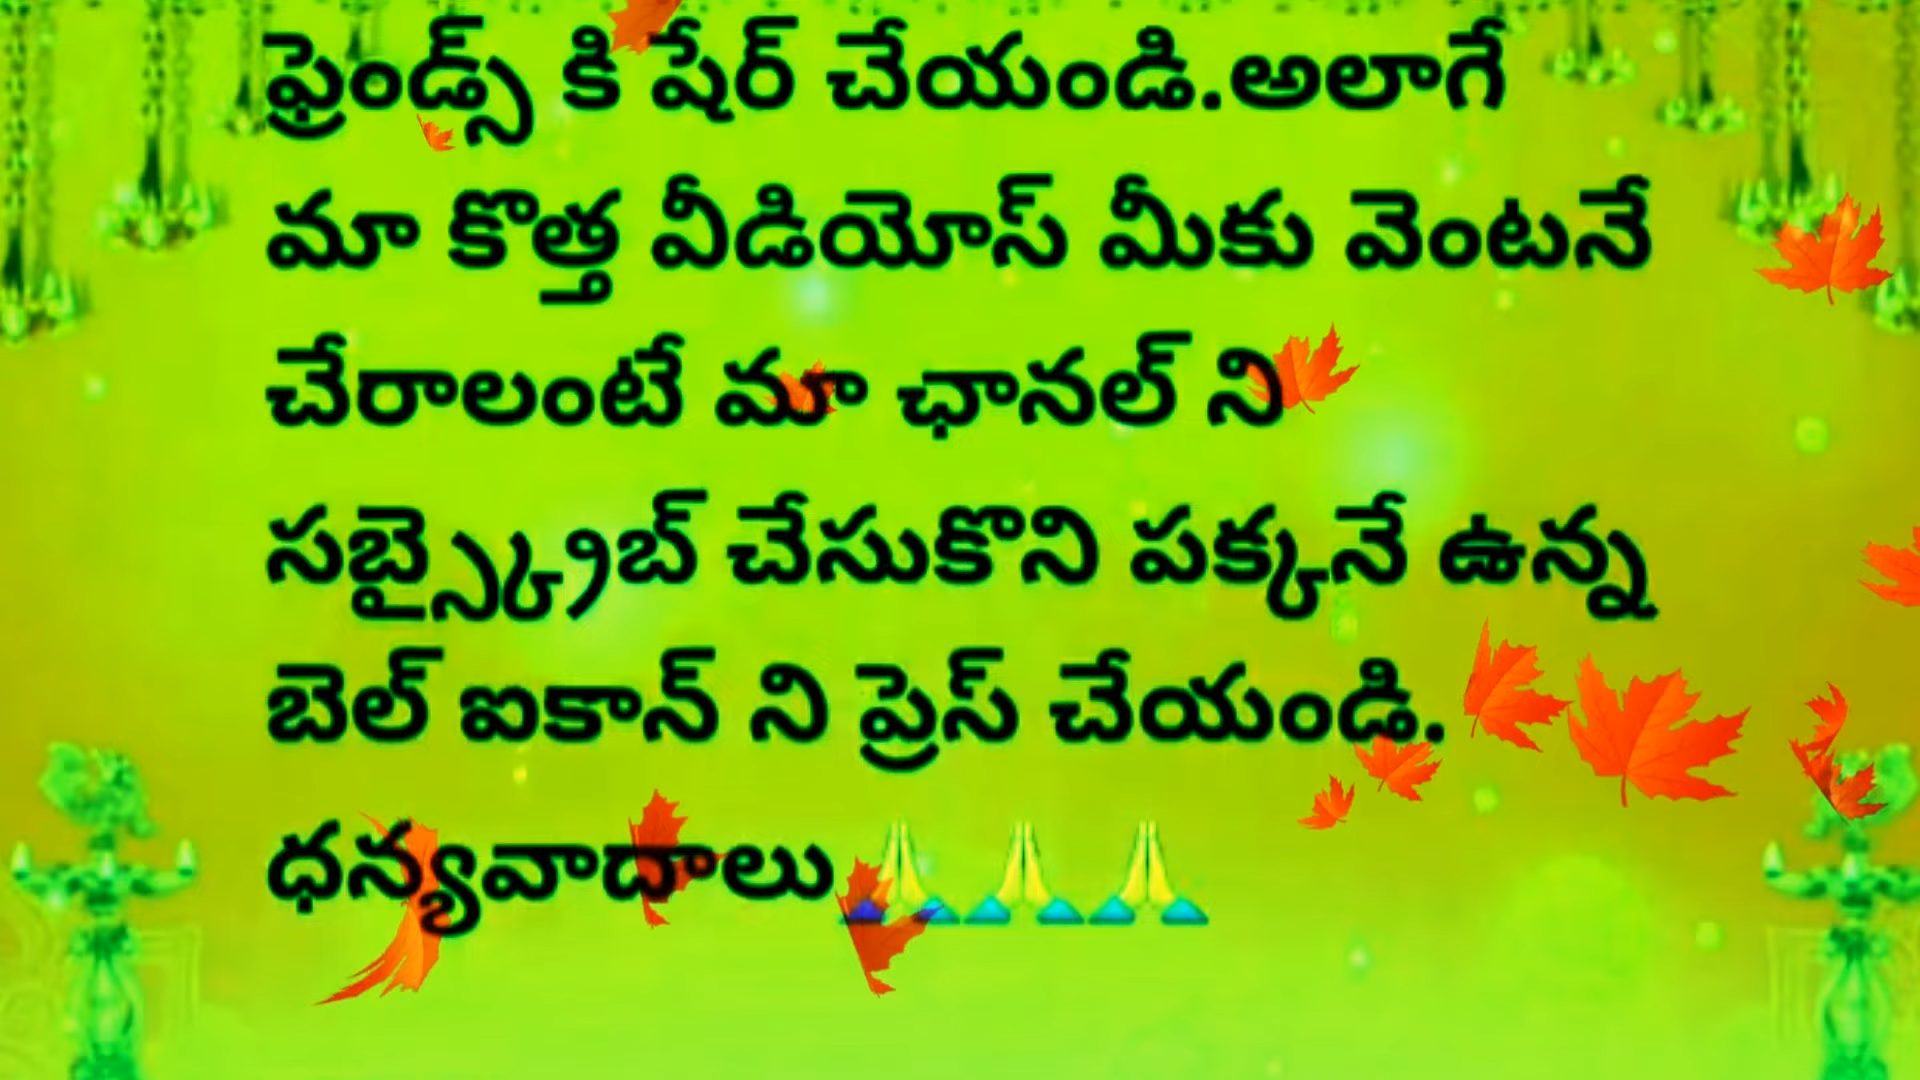 ఫ్రెండ్స్ కి షేర్ చేయండి.అలాగే
మా కొత్త వీడియోస్ మీకు వెంటనే
చేరాలంటే మా ఛానల్ ని
సబ్స్క్రైబ్ చేసుకొని పక్కనే ఉన్న
బెల్ ఐకాన్ ని ప్రెస్ చేయండి.
ధన్యవాదాలు🙏🙏🙏